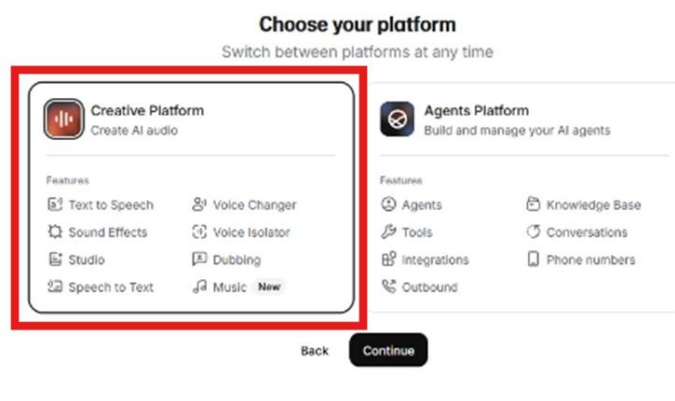 Choose your platform
Switch between platforms at any time
Creative Platform
Create AI audio
Features
Text to Speech
Voice Changer
Sound Effects
Voice Isolator
Studio
Dubbing
Speech to Text
Music New
Agents Platform
Build and manage your AI agents
Features
Agents
Knowledge Base
Tools
Conversations
Integrations
Phone numbers
Outbound
Back
Continue